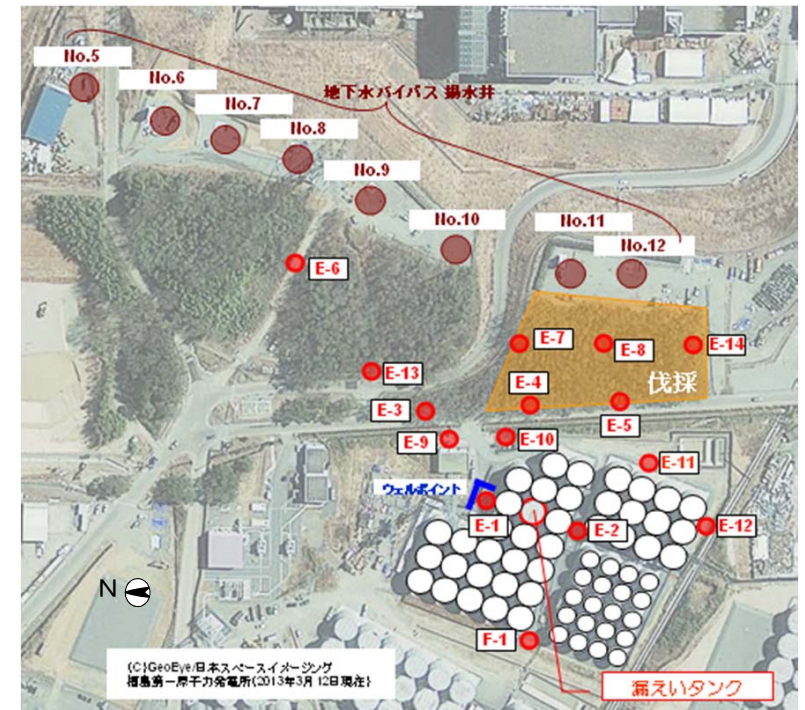 No.5
No.6
No.7
地下水バイパス 揚水井
No.8
No.9
No.10
No.11
No.12
E-6
E-7
E-8
E-14
E-13
伐採
E-4
E-3
E-5
E-9
E-10
E-11
ウェルポイント
E-1
E-2
E-12
N
F-1
(C)GeoEye/日本スペースイメージング
福島第一原子力発電所(2013年3月12日現在)
漏えいタンク